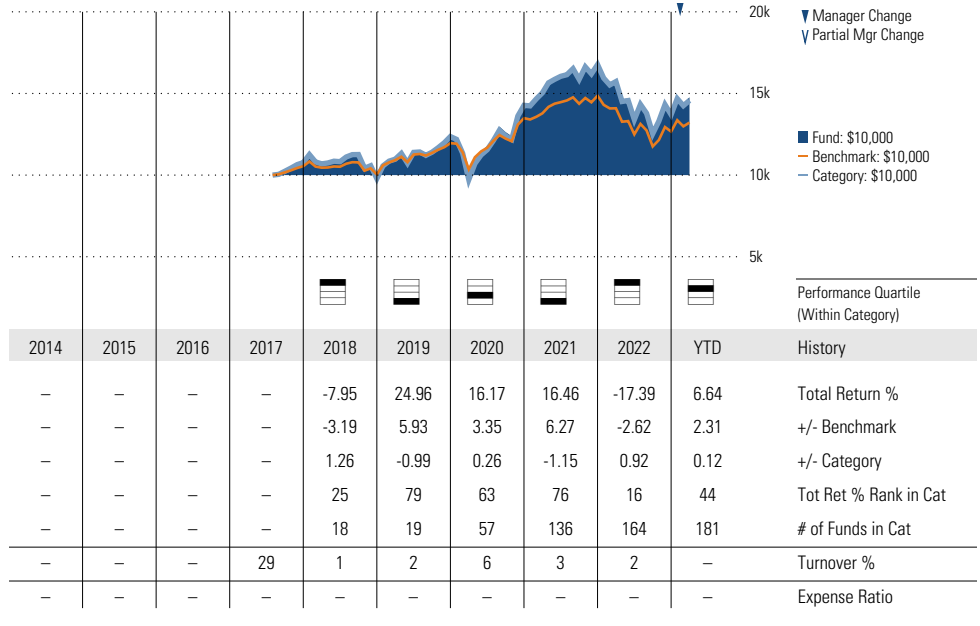 20k
▼ Manager Change
∨ Partial Mgr Change
15k
Fund: $10,000
Benchmark: $10,000
Category: $10,000
10k
5k
Performance Quartile
(Within Category)
2014 2015 2016 2017 2018 2019 2020 2021 2022 YTD History
– – – – -7.95 24.96 16.17 16.46 -17.39 6.64 Total Return %
– – – – -3.19 5.93 3.35 6.27 -2.62 2.31 +/- Benchmark
– – – – 1.26 -0.99 0.26 -1.15 0.92 0.12 +/- Category
– – – – 25 79 63 76 16 44 Tot Ret % Rank in Cat
– – – – 18 19 57 136 164 181 # of Funds in Cat
– – – 29 1 2 6 3 2 – Turnover %
– – – – – – – – – – Expense Ratio